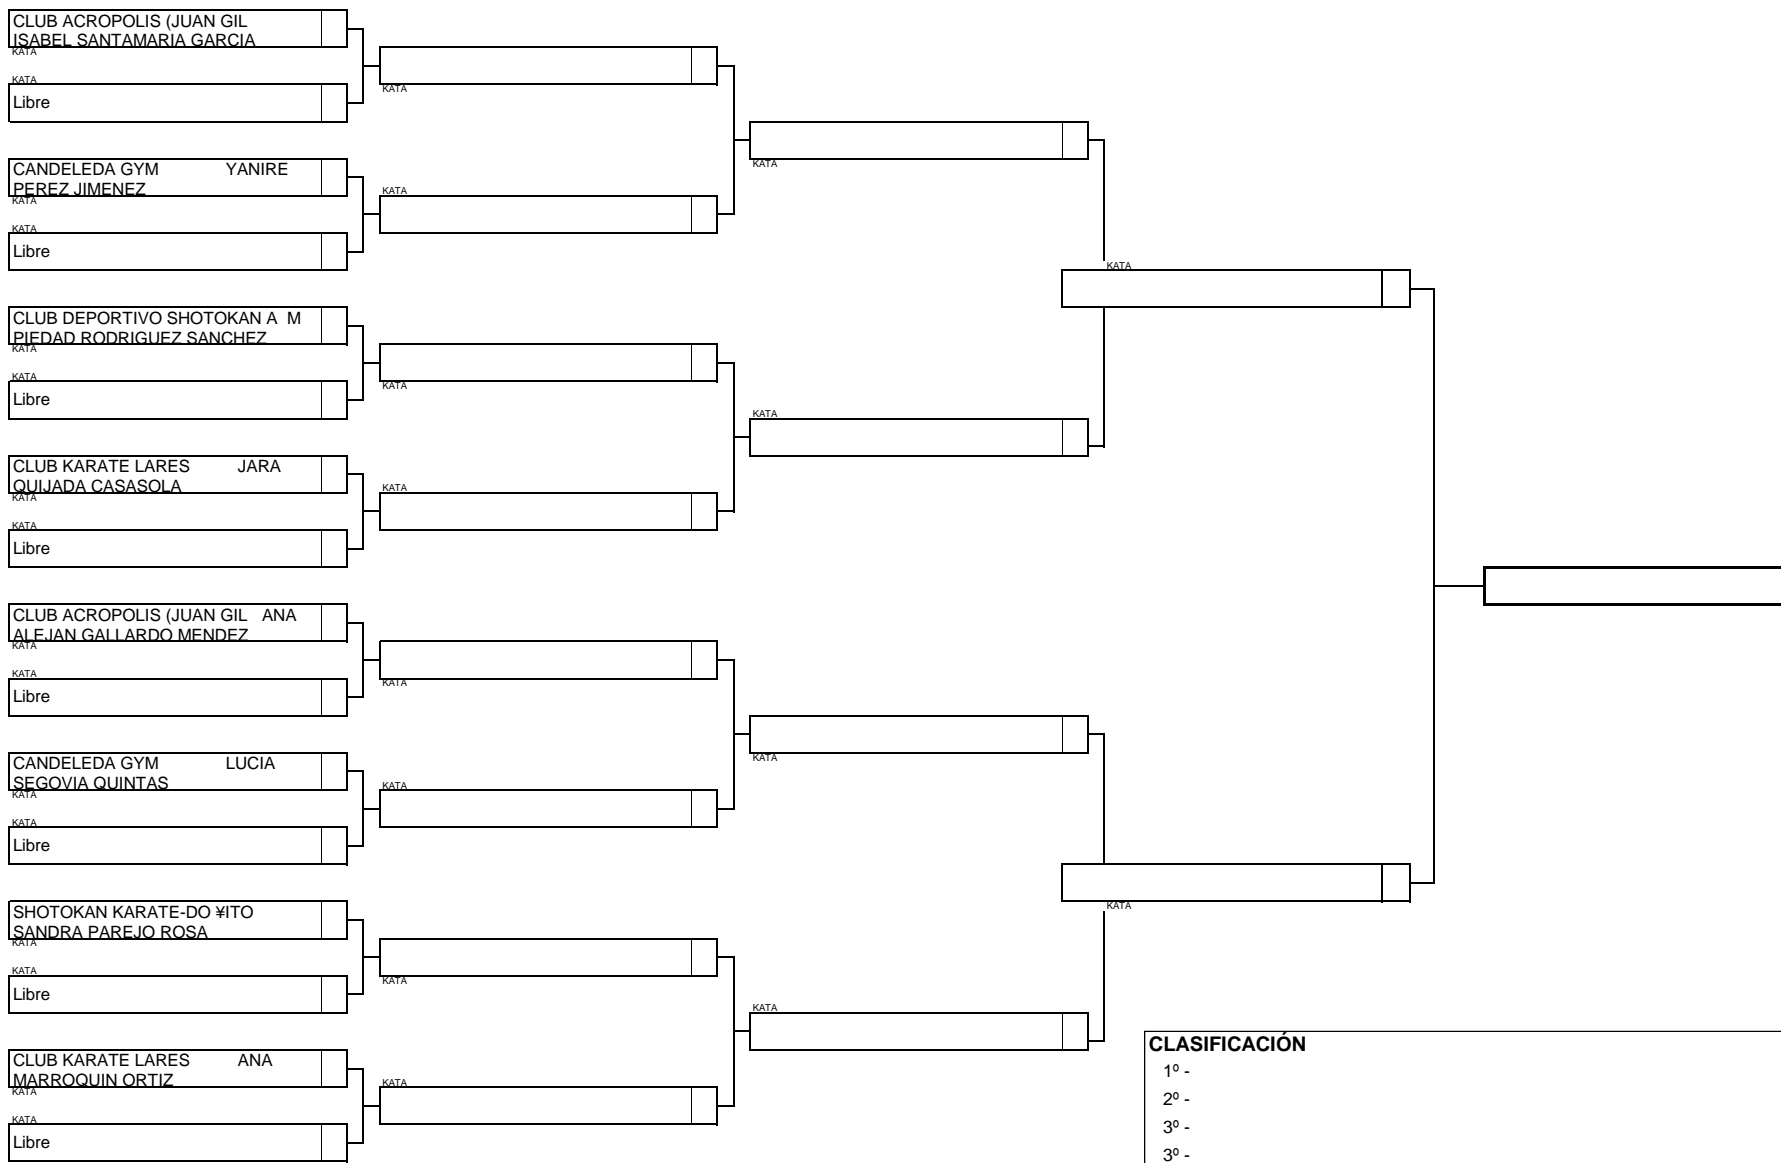 CLUB ACROPOLIS (JUAN GIL
ISABEL SANTAMARIA GARCIA
KATA
KATA
Libre
CANDELEDA GYM YANIRE
PEREZ JIMENEZ
KATA
KATA
Libre
CLUB DEPORTIVO SHOTOKAN A M
PIEDAD RODRIGUEZ SANCHEZ
KATA
KATA
Libre
CLUB KARATE LARES JARA
QUIJADA CASASOLA
KATA
KATA
Libre
CLUB ACROPOLIS (JUAN GIL ANA
ALEJAN GALLARDO MENDEZ
KATA
KATA
Libre
CANDELEDA GYM LUCIA
SEGOVIA QUINTAS
KATA
KATA
Libre
SHOTOKAN KARATE-DO ¥ITO
SANDRA PAREJO ROSA
KATA
KATA
Libre
CLUB KARATE LARES ANA
MARROQUIN ORTIZ
KATA
KATA
Libre
KATA
KATA
KATA
KATA
KATA
KATA
KATA
KATA
KATA
KATA
KATA
KATA
KATA
KATA
CLASIFICACIÓN
1º -
2º -
3º -
3º -